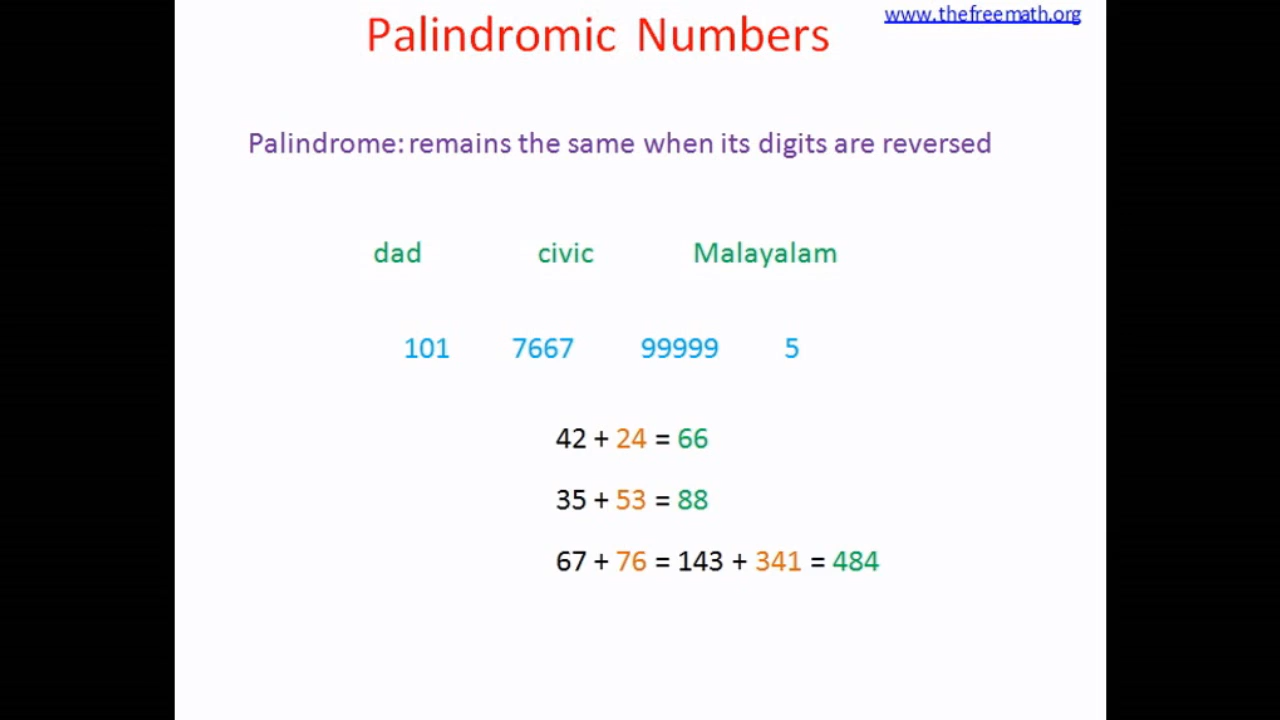 www.thefreemath.org
Palindromic Numbers
Palindrome: remains the same when its digits are reversed
dad civic Malayalam
101 7667 99999 5
42 + 24 = 66
35 + 53 = 88
67 + 76 = 143 + 341 = 484